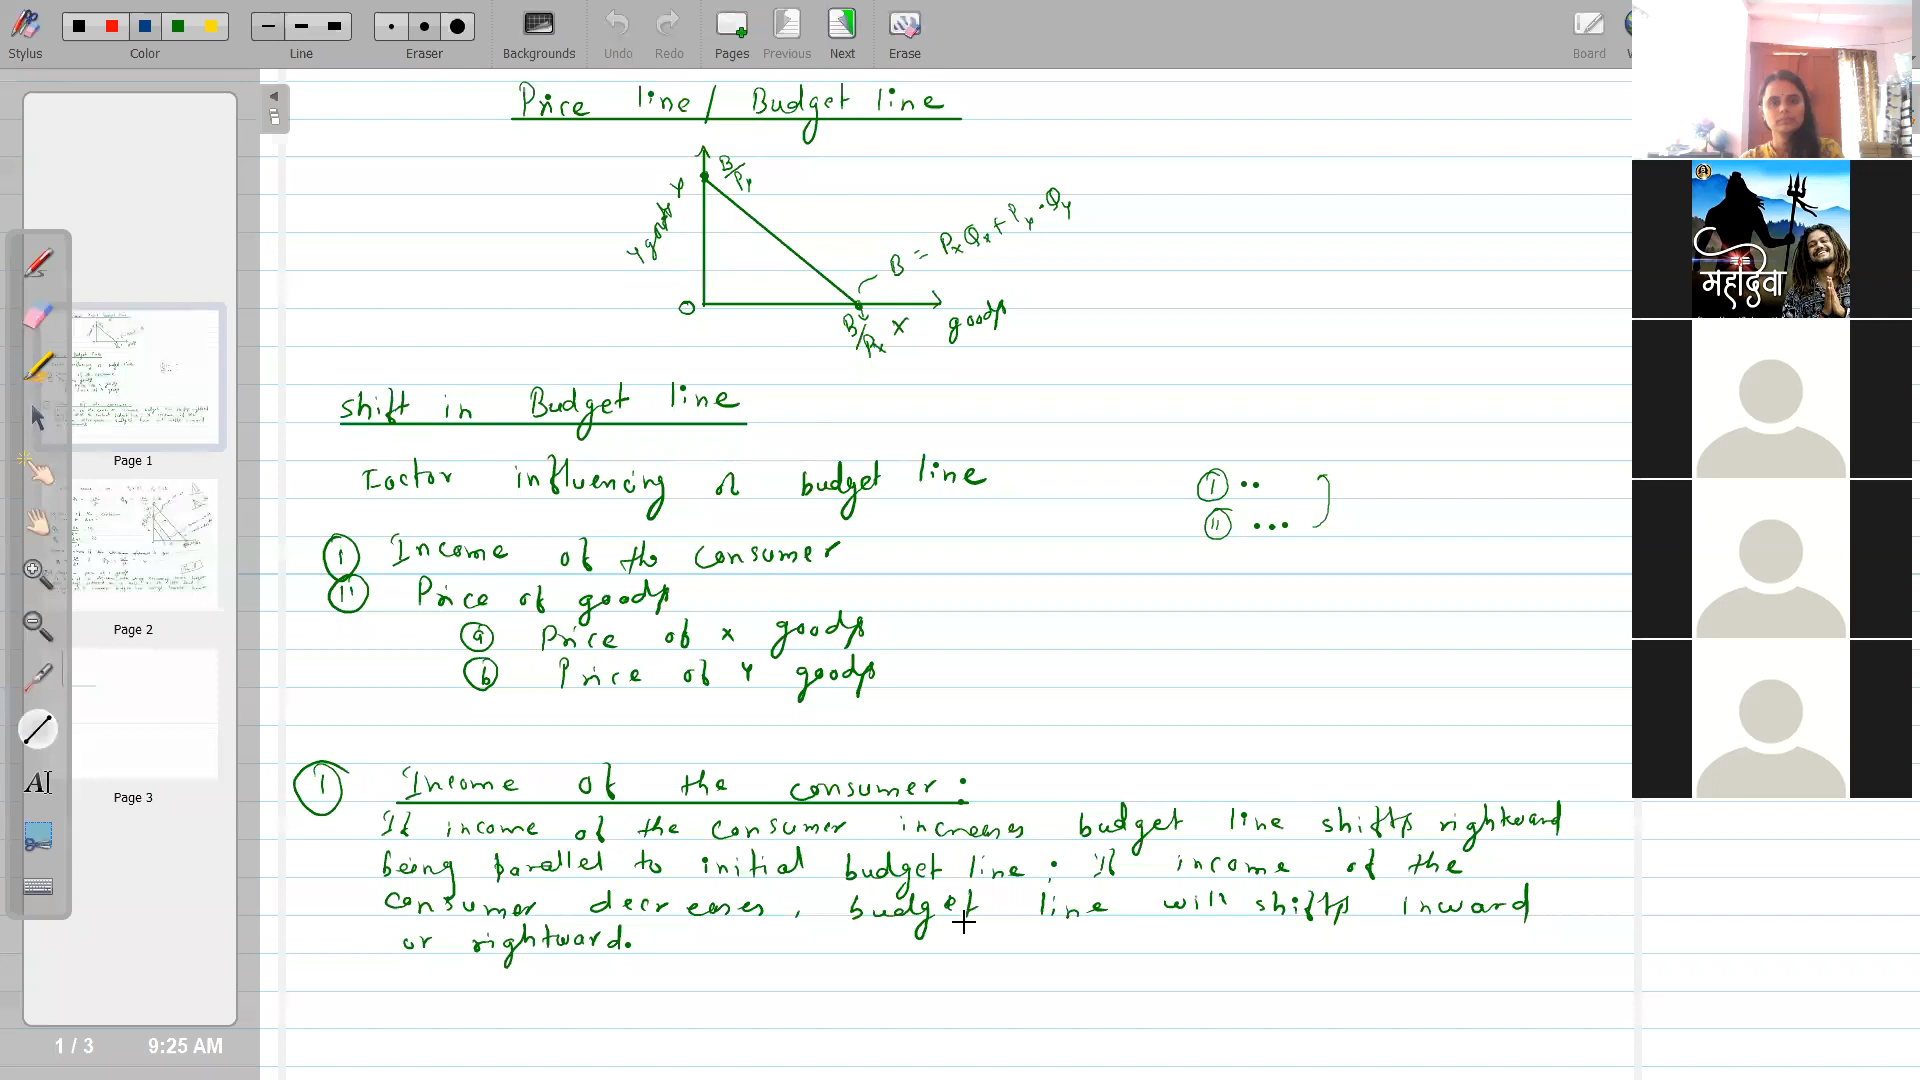 Stylus
Color
Line
Eraser
Backgrounds
Undo
Redo
Pages
Previous
Next
Erase
Board
Price line / Budget line
B/Py
Y
Y goods
B = PxQx + Py . Qy
O
B/Px
X goods
shift in Budget line
Factor influencing of budget line
I Income of the consumer
II Price of goods
a Price of x goods
b Price of Y goods
I ..
II ...
I Income of the consumer :
If income of the consumer increases budget line shifts rightward
being parallel to initial budget line. If income of the
consumer decreases, budget line will shifts inward
or rightward.
Page 1
Page 2
Page 3
AI
1 / 3
9:25 AM
महादेवा